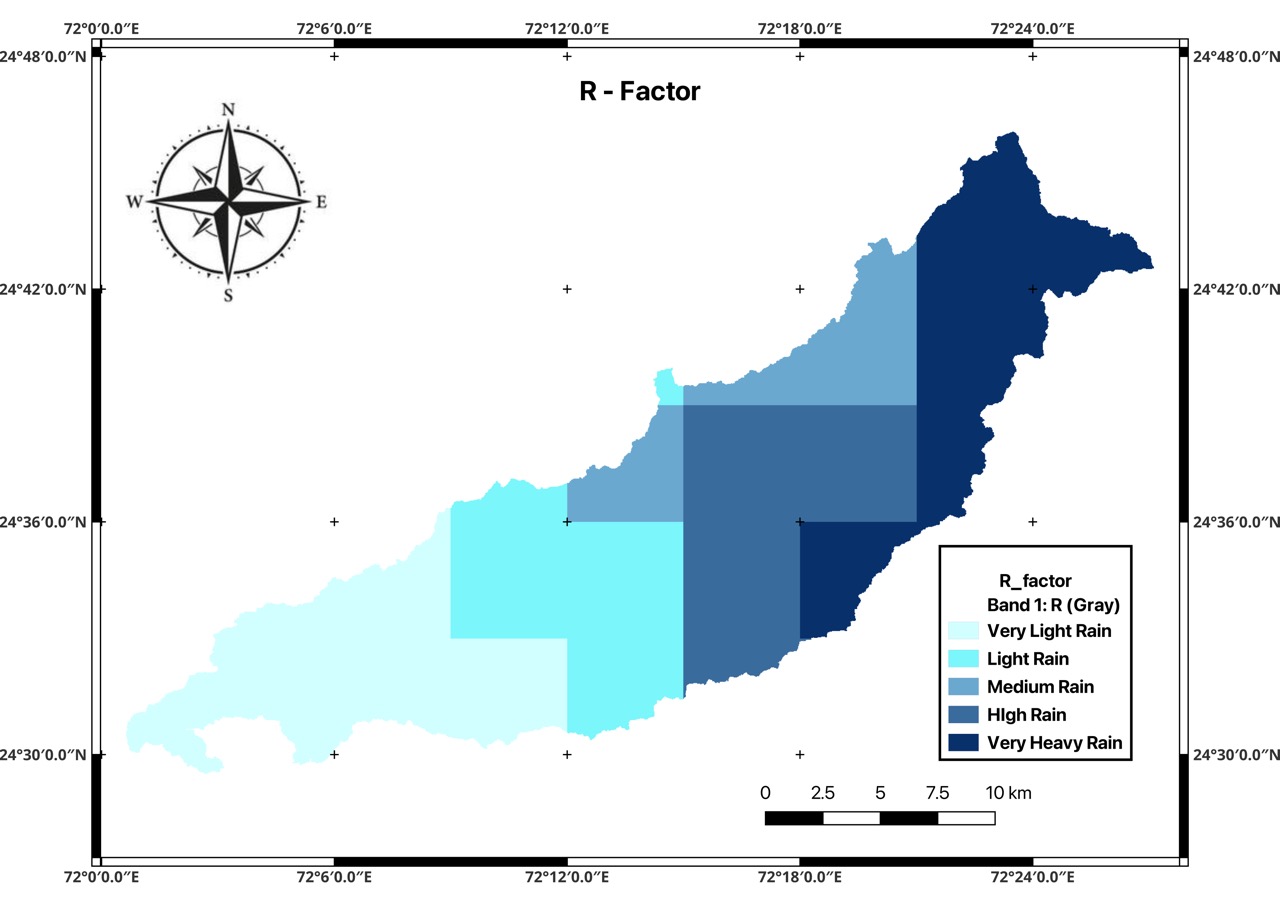 72°0′0.0″E 72°6′0.0″E 72°12′0.0″E 72°18′0.0″E 72°24′0.0″E
24°48′0.0″N 24°48′0.0″N
R - Factor
N
W E
S
24°42′0.0″N 24°42′0.0″N
24°36′0.0″N 24°36′0.0″N
R_factor
Band 1: R (Gray)
Very Light Rain
Light Rain
Medium Rain
HIgh Rain
Very Heavy Rain
24°30′0.0″N 24°30′0.0″N
0 2.5 5 7.5 10 km
72°0′0.0″E 72°6′0.0″E 72°12′0.0″E 72°18′0.0″E 72°24′0.0″E